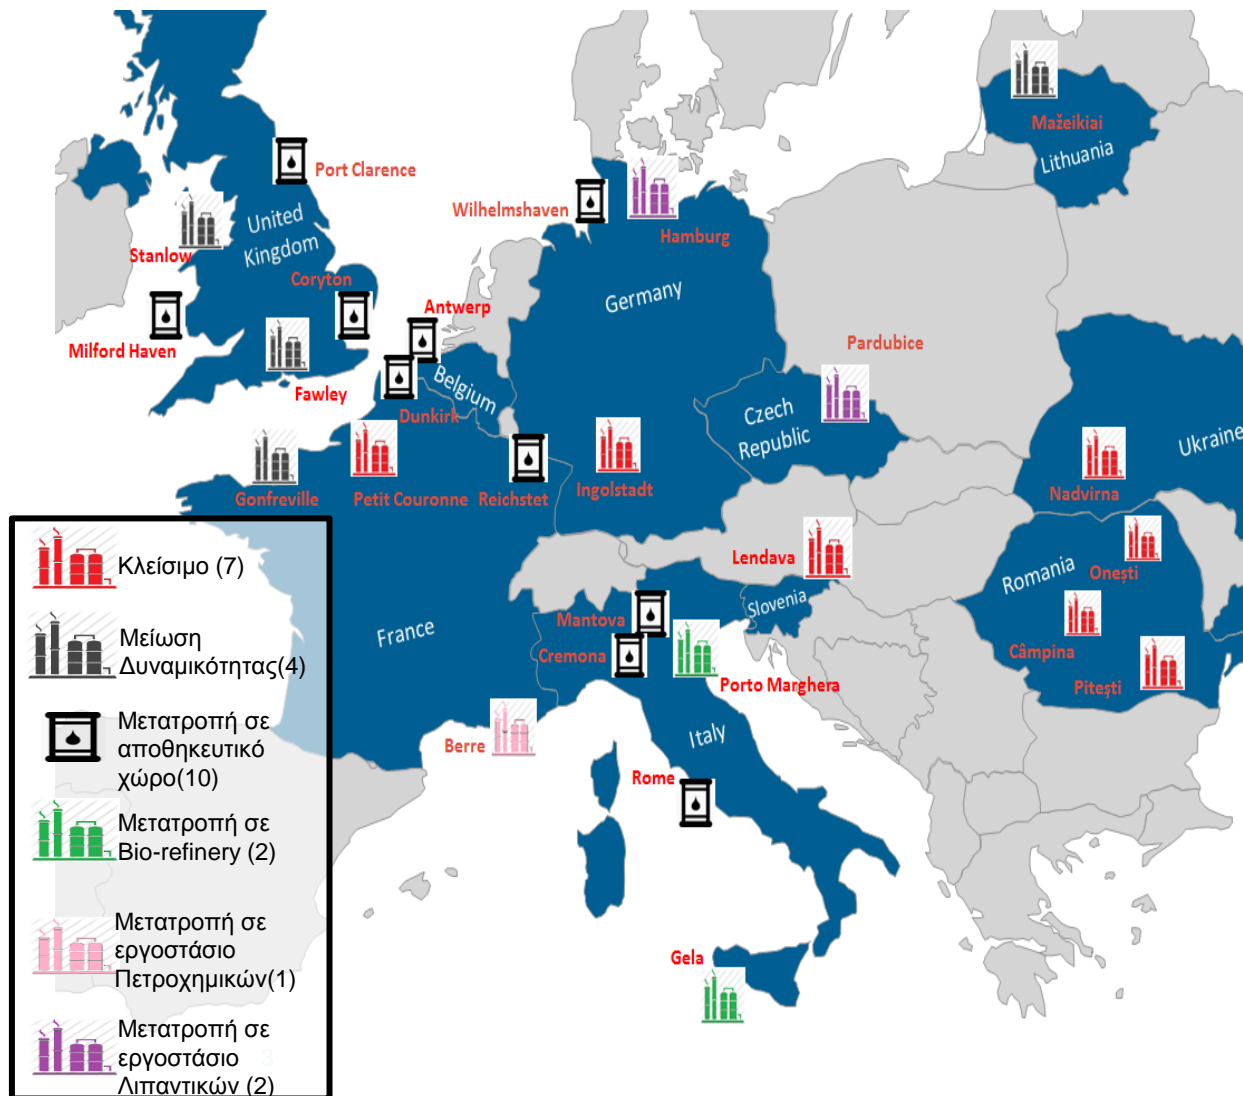 Mažeikiai
Lithuania
Port Clarence
Wilhelmshaven
Hamburg
United
Kingdom
Stanlow
Coryton
Germany
Antwerp
Milford Haven
Pardubice
Fawley
Belgium
Dunkirk
Czech
Republic
Ukraine
Gonfreville
Petit Couronne
Reichstet
Ingolstadt
Nadvirna
Lendava
Onești
Romania
Slovenia
Mantova
France
Cremona
Câmpina
Porto Marghera
Pitești
Berre
Italy
Rome
Gela
Κλείσιμο (7)
Μείωση
Δυναμικότητας(4)
Μετατροπή σε
αποθηκευτικό
χώρο(10)
Μετατροπή σε
Bio-refinery (2)
Μετατροπή σε
εργοστάσιο
Πετροχημικών(1)
Μετατροπή σε
εργοστάσιο
Λιπαντικών (2)
3